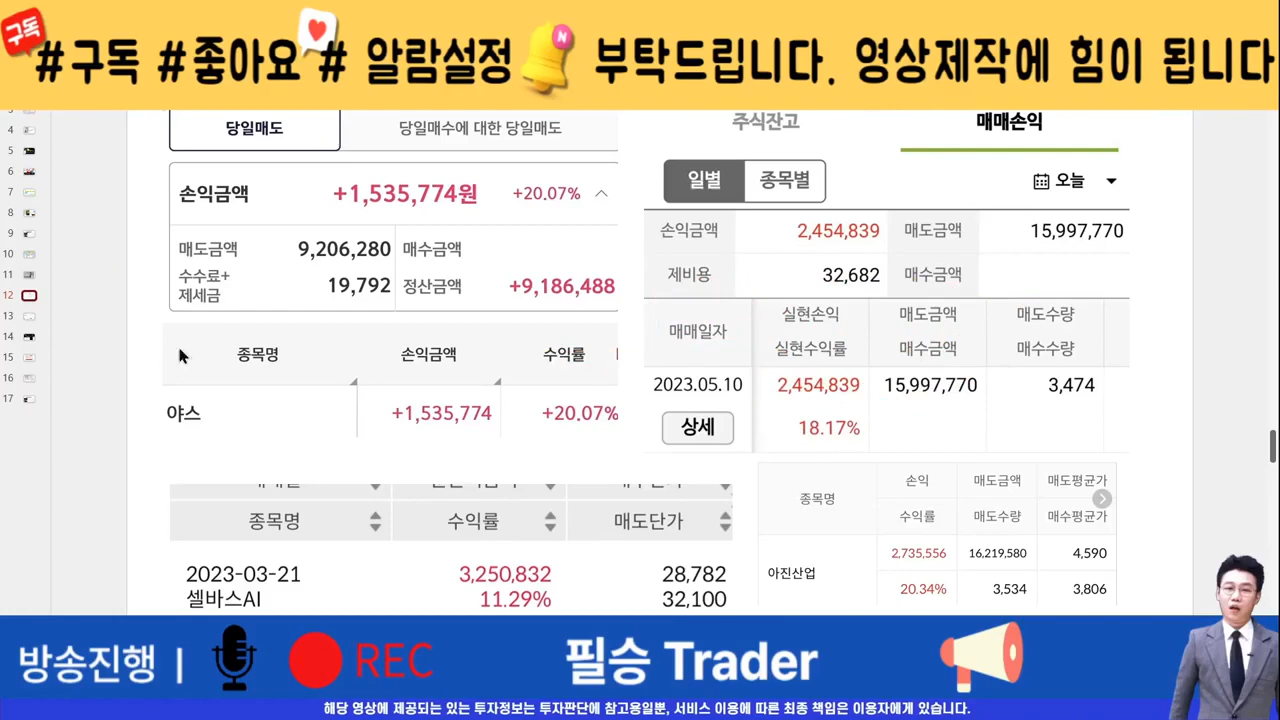 구독
#구독 #좋아요 # 알람설정 N 부탁드립니다. 영상제작에 힘이 됩니다
4
5
6
7
8
9
10
11
12
13
14
15
16
17
당일매도 당일매수에 대한 당일매도
손익금액 +1,535,774원 +20.07%
매도금액 9,206,280 매수금액
수수료+
제세금 19,792 정산금액 +9,186,488
종목명 손익금액 수익률
야스 +1,535,774 +20.07%
주식잔고 매매손익
일별 종목별 오늘
손익금액 2,454,839 매도금액 15,997,770
제비용 32,682 매수금액
매매일자 실현손익 매도금액 매도수량
실현수익률 매수금액 매수수량
2023.05.10 2,454,839 15,997,770 3,474
상세 18.17%
종목명 수익률 매도단가
2023-03-21 3,250,832 28,782
셀바스AI 11.29% 32,100
종목명 손익 매도금액 매도평균가
수익률 매도수량 매수평균가
아진산업 2,735,556 16,219,580 4,590
20.34% 3,534 3,806
방송진행 | REC 필승 Trader
해당 영상에 제공되는 있는 투자정보는 투자판단에 참고용일뿐, 서비스 이용에 따른 최종 책임은 이용자에게 있습니다.